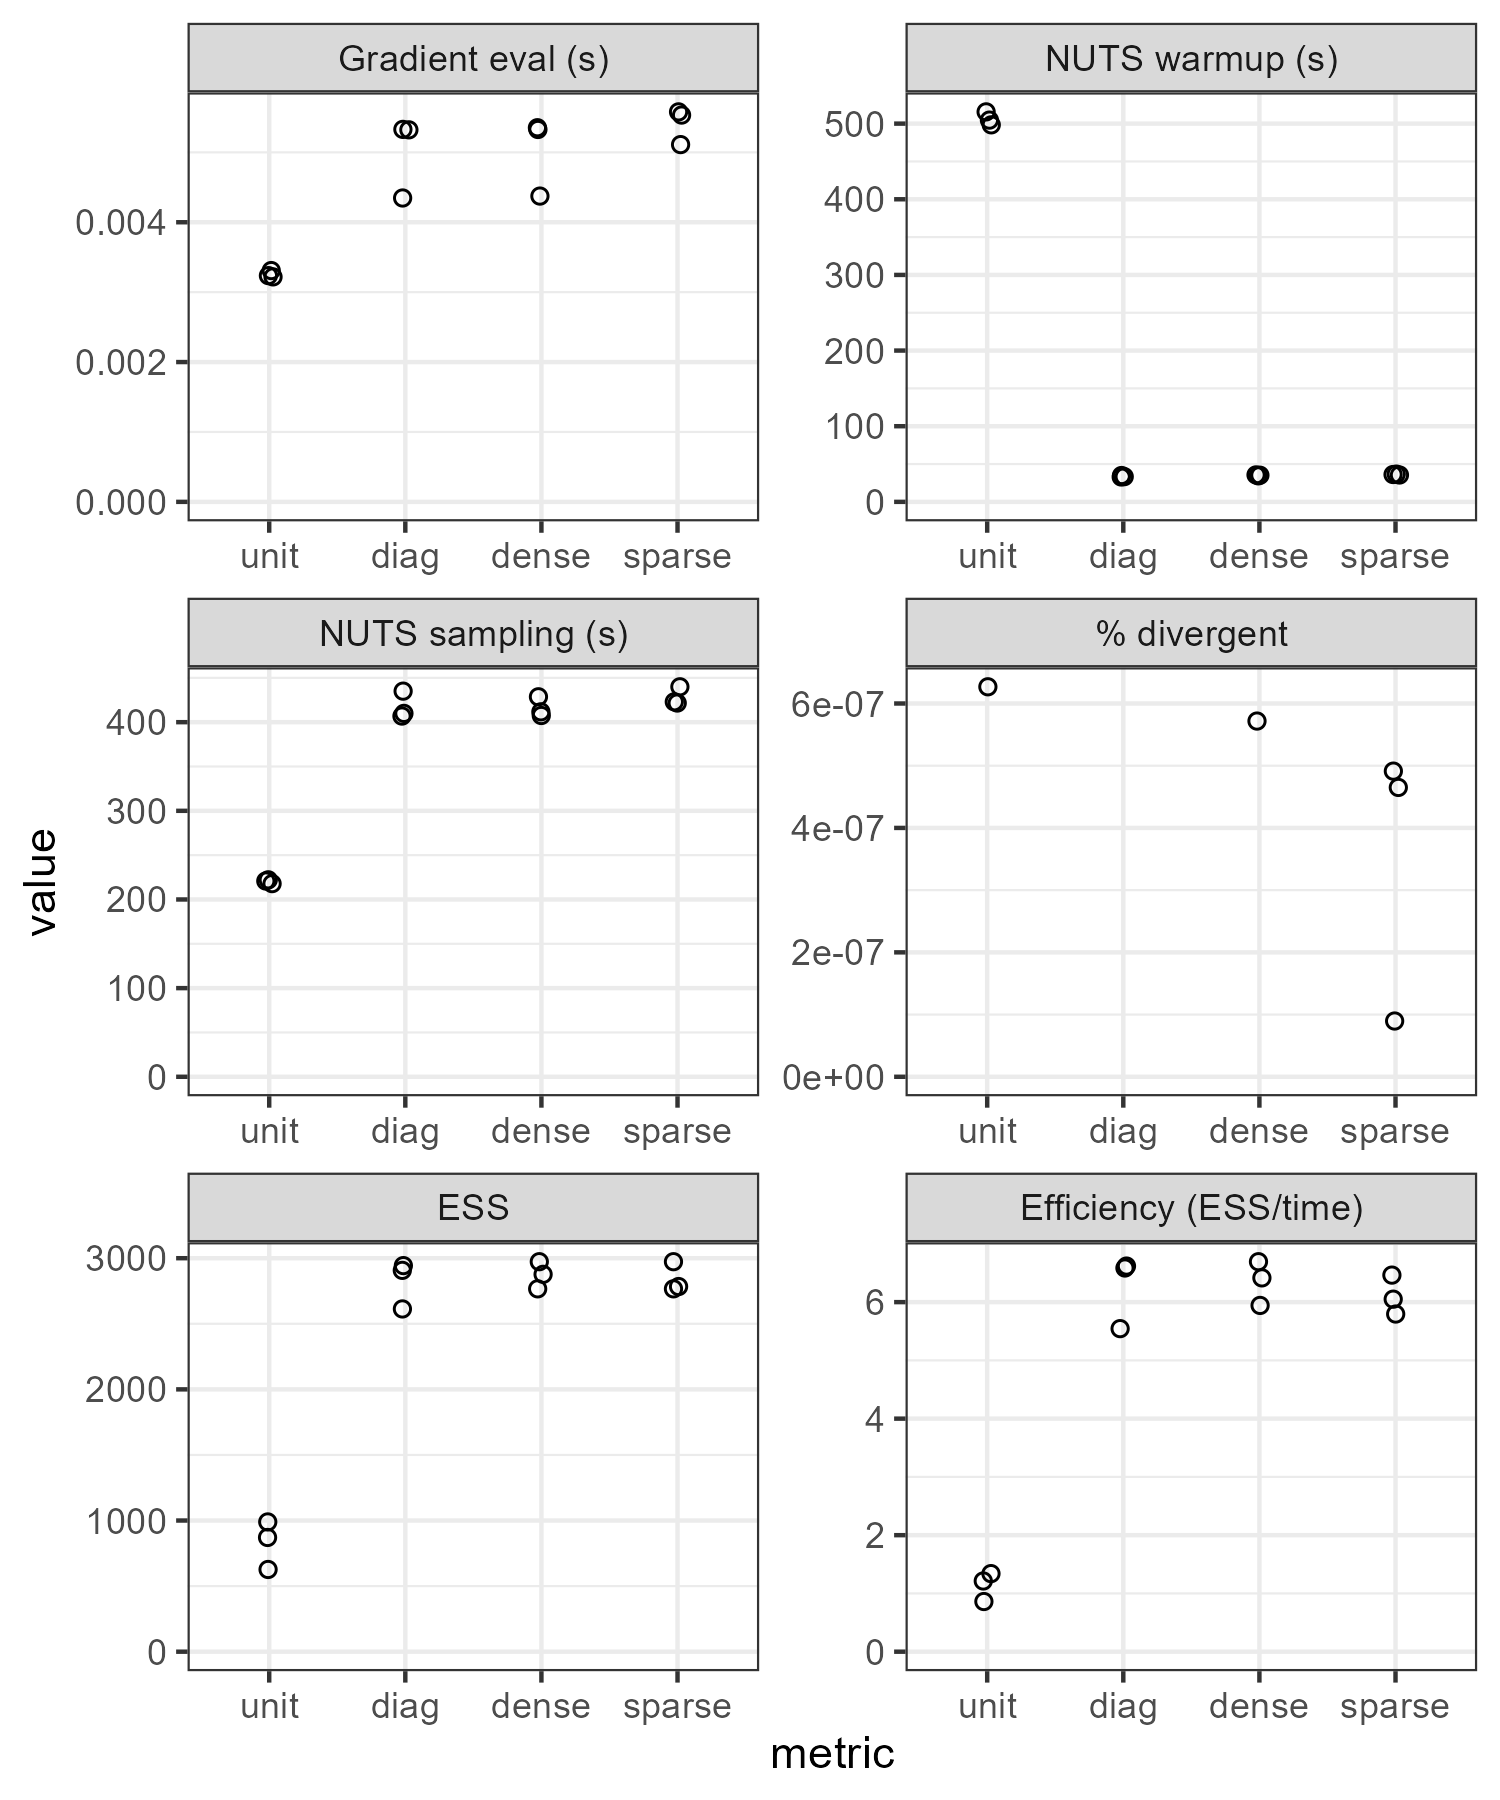 Gradient eval (s)
0.004
0.002
0.000
unit diag dense sparse
NUTS warmup (s)
500
400
300
200
100
0
unit diag dense sparse
NUTS sampling (s)
400
300
200
100
0
unit diag dense sparse
% divergent
6e-07
4e-07
2e-07
0e+00
unit diag dense sparse
ESS
3000
2000
1000
0
unit diag dense sparse
Efficiency (ESS/time)
6
4
2
0
unit diag dense sparse
value
metric